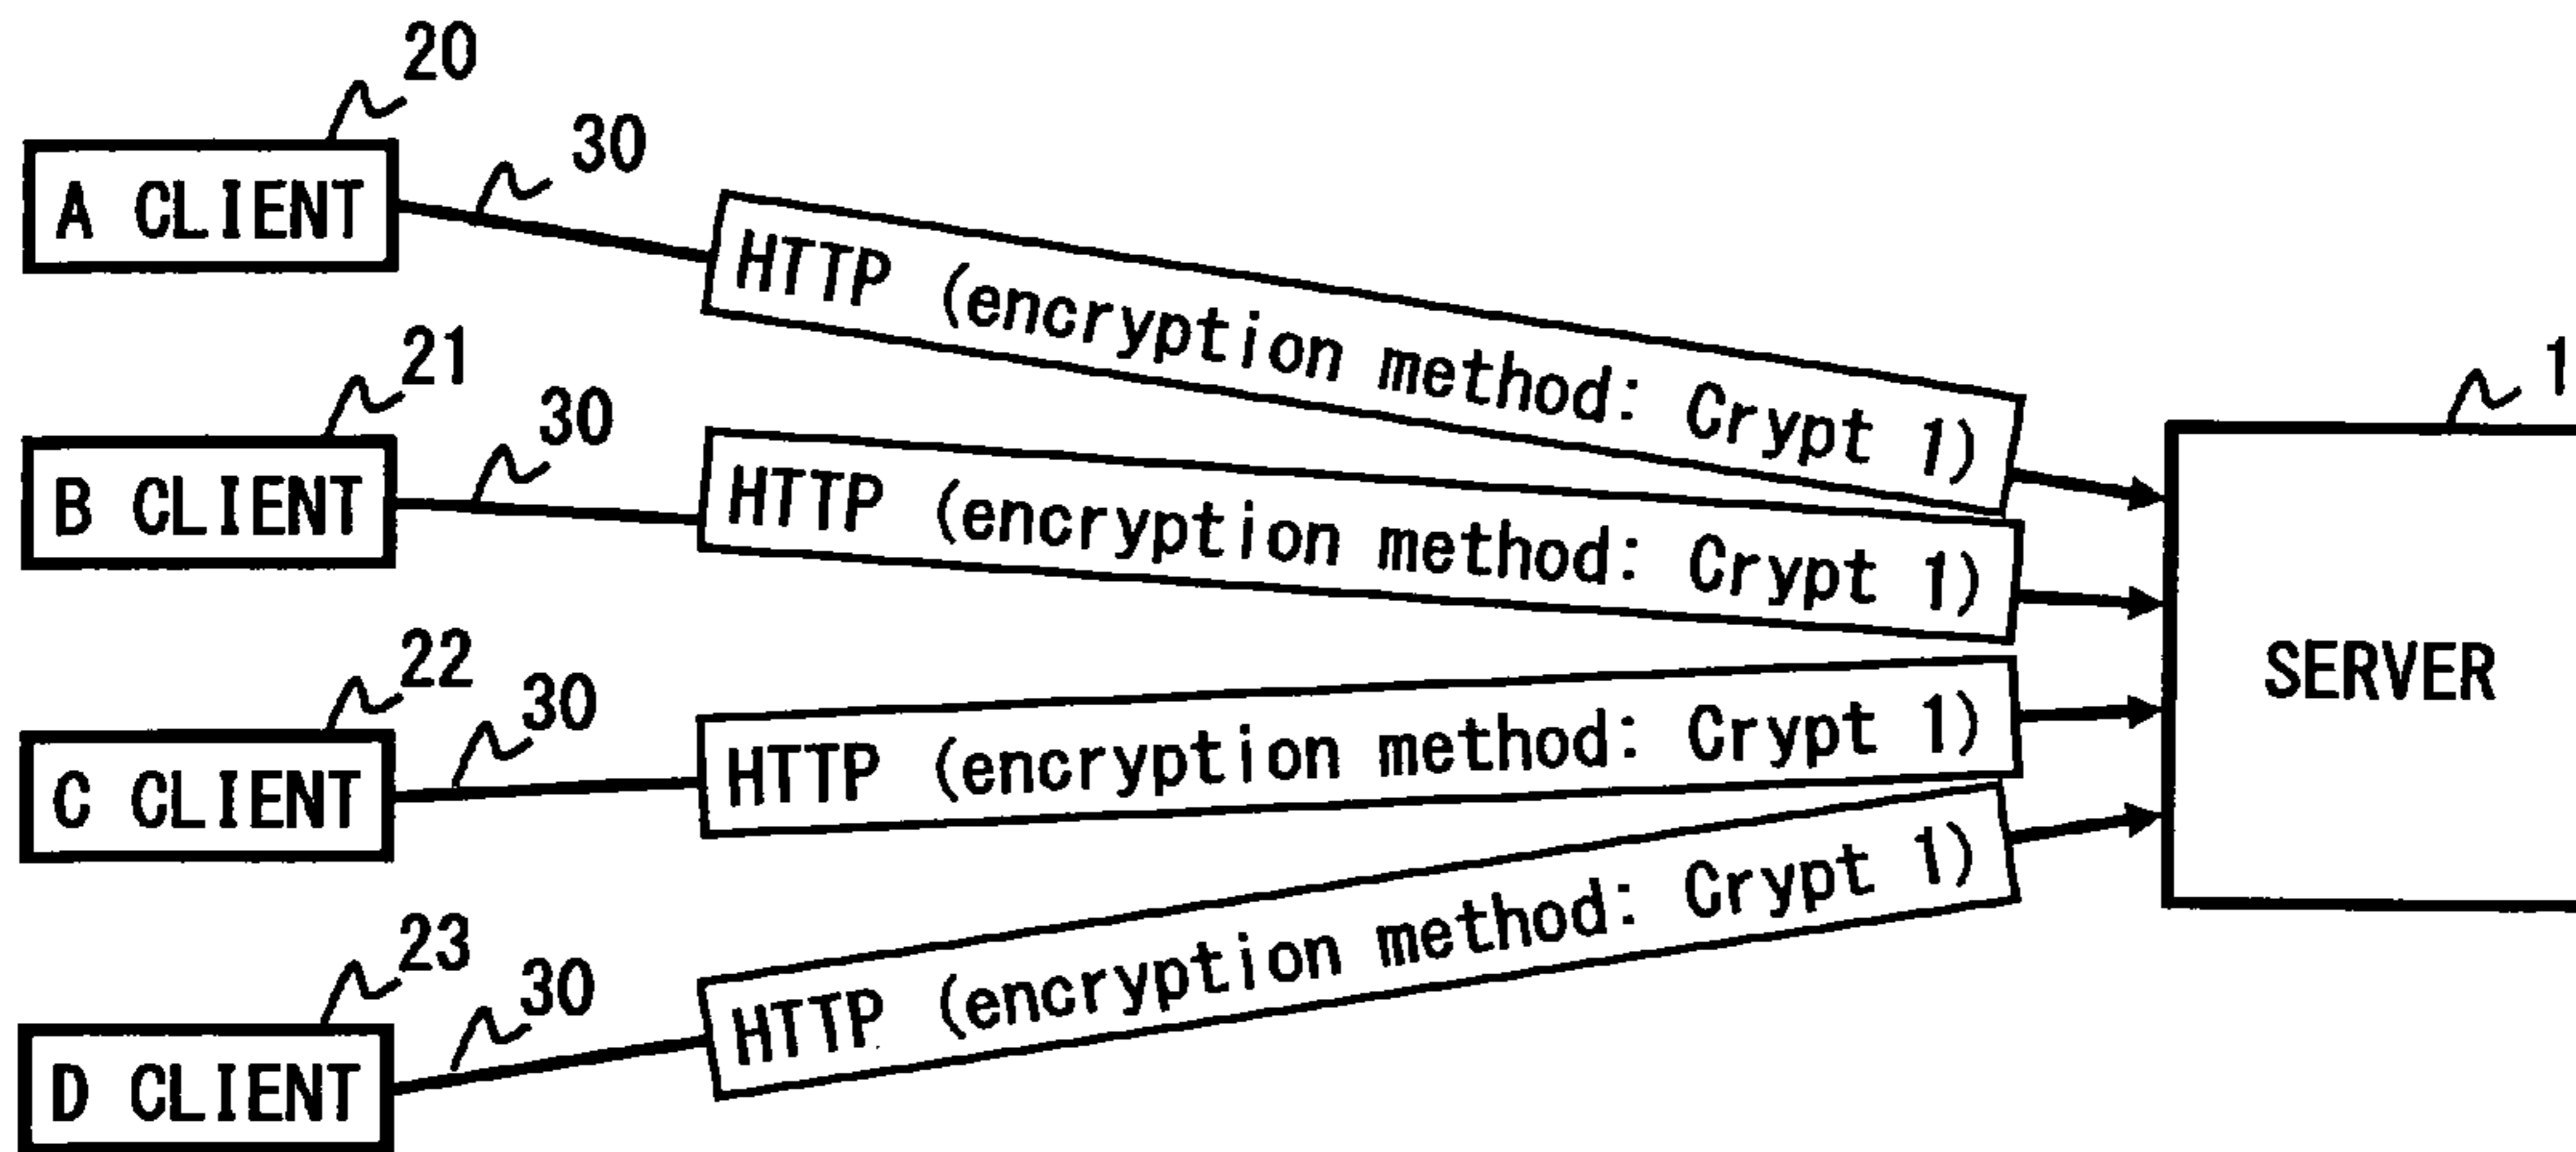 20
30
A CLIENT
HTTP (encryption method: Crypt 1)
21
30
B CLIENT
HTTP (encryption method: Crypt 1)
1
SERVER
22
30
C CLIENT
HTTP (encryption method: Crypt 1)
23
30
D CLIENT
HTTP (encryption method: Crypt 1)